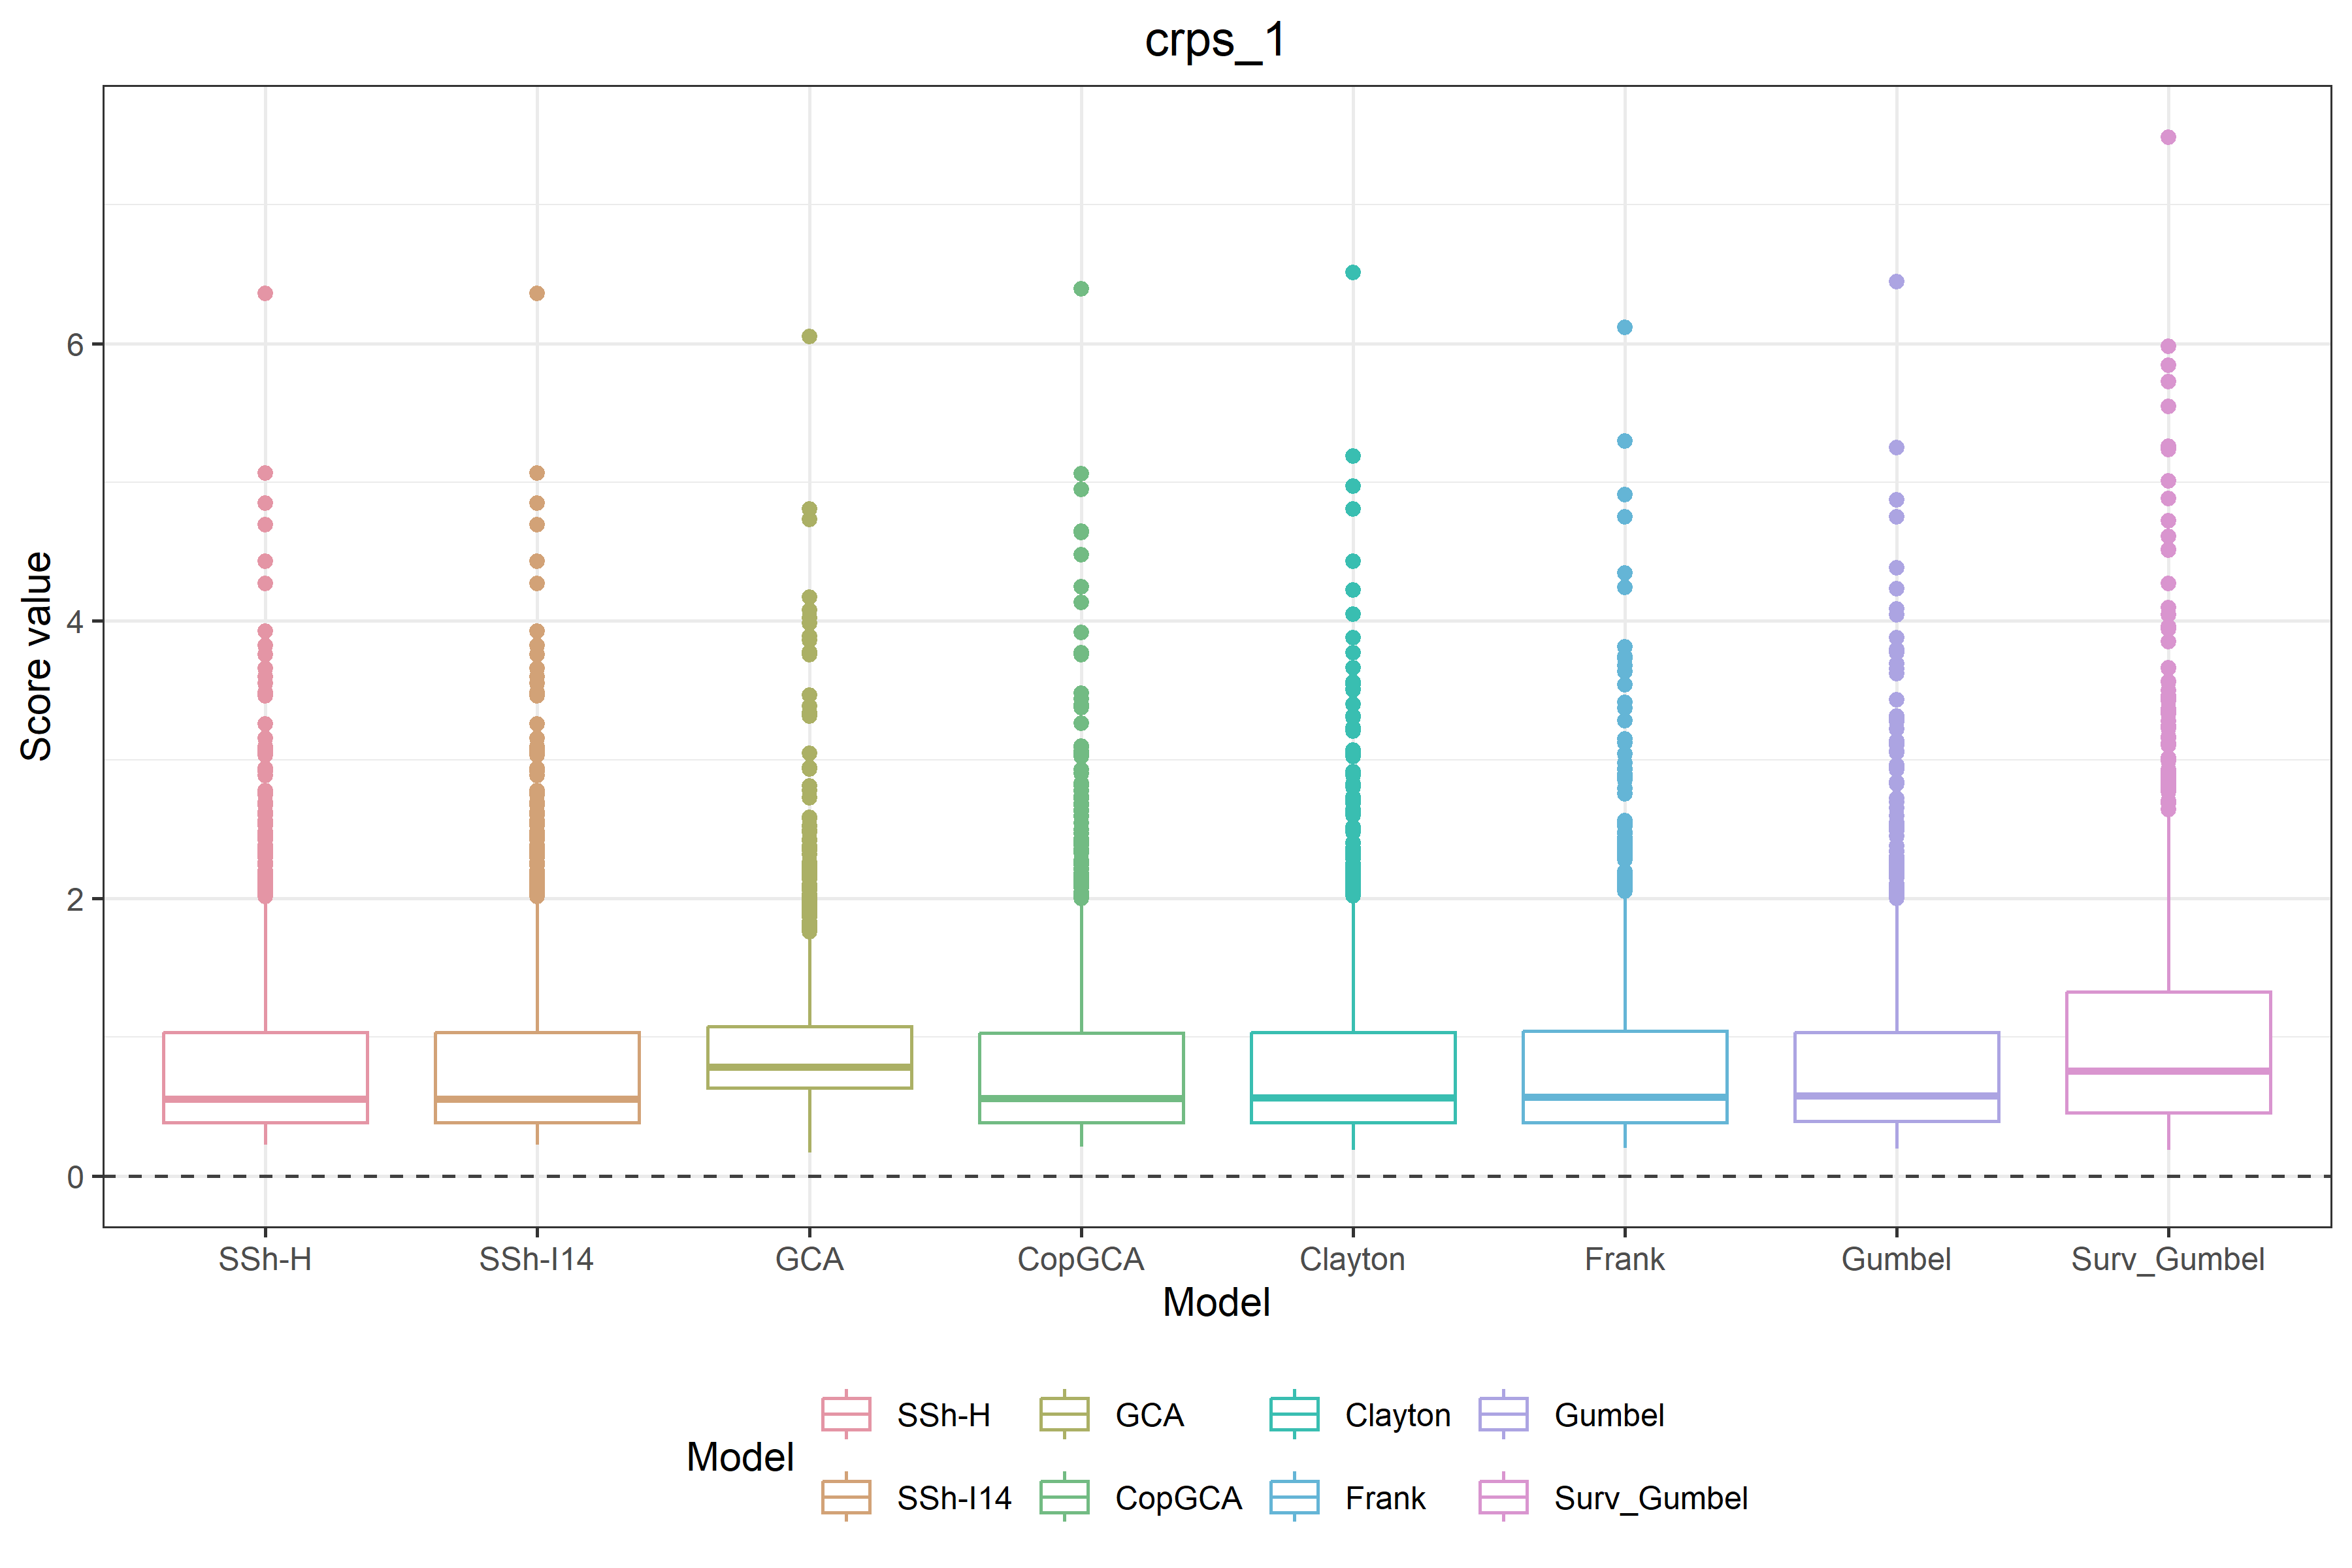 crps_1
Score value
6
4
2
0
SSh-H SSh-I14 GCA CopGCA Clayton Frank Gumbel Surv_Gumbel
Model
Model
SSh-H GCA Clayton Gumbel
SSh-I14 CopGCA Frank Surv_Gumbel